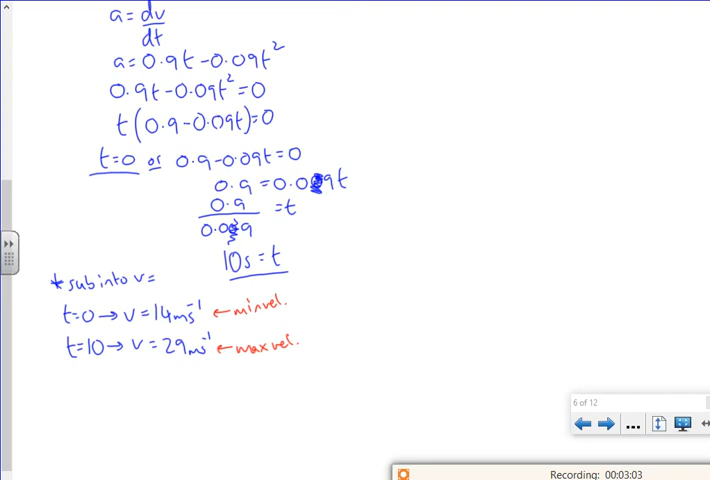 a = dv/dt
a = 0.9t - 0.09t²
0.9t - 0.09t² = 0
t(0.9 - 0.09t) = 0
t=0 or 0.9 - 0.09t = 0
0.9 = 0.09t
0.9/0.09 = t
10s = t
*sub into v=
t=0 → v = 14ms⁻¹ ← min vel.
t=10 → v = 29ms⁻¹ ← max vel.
6 of 12
...
Recording: 00:03:03